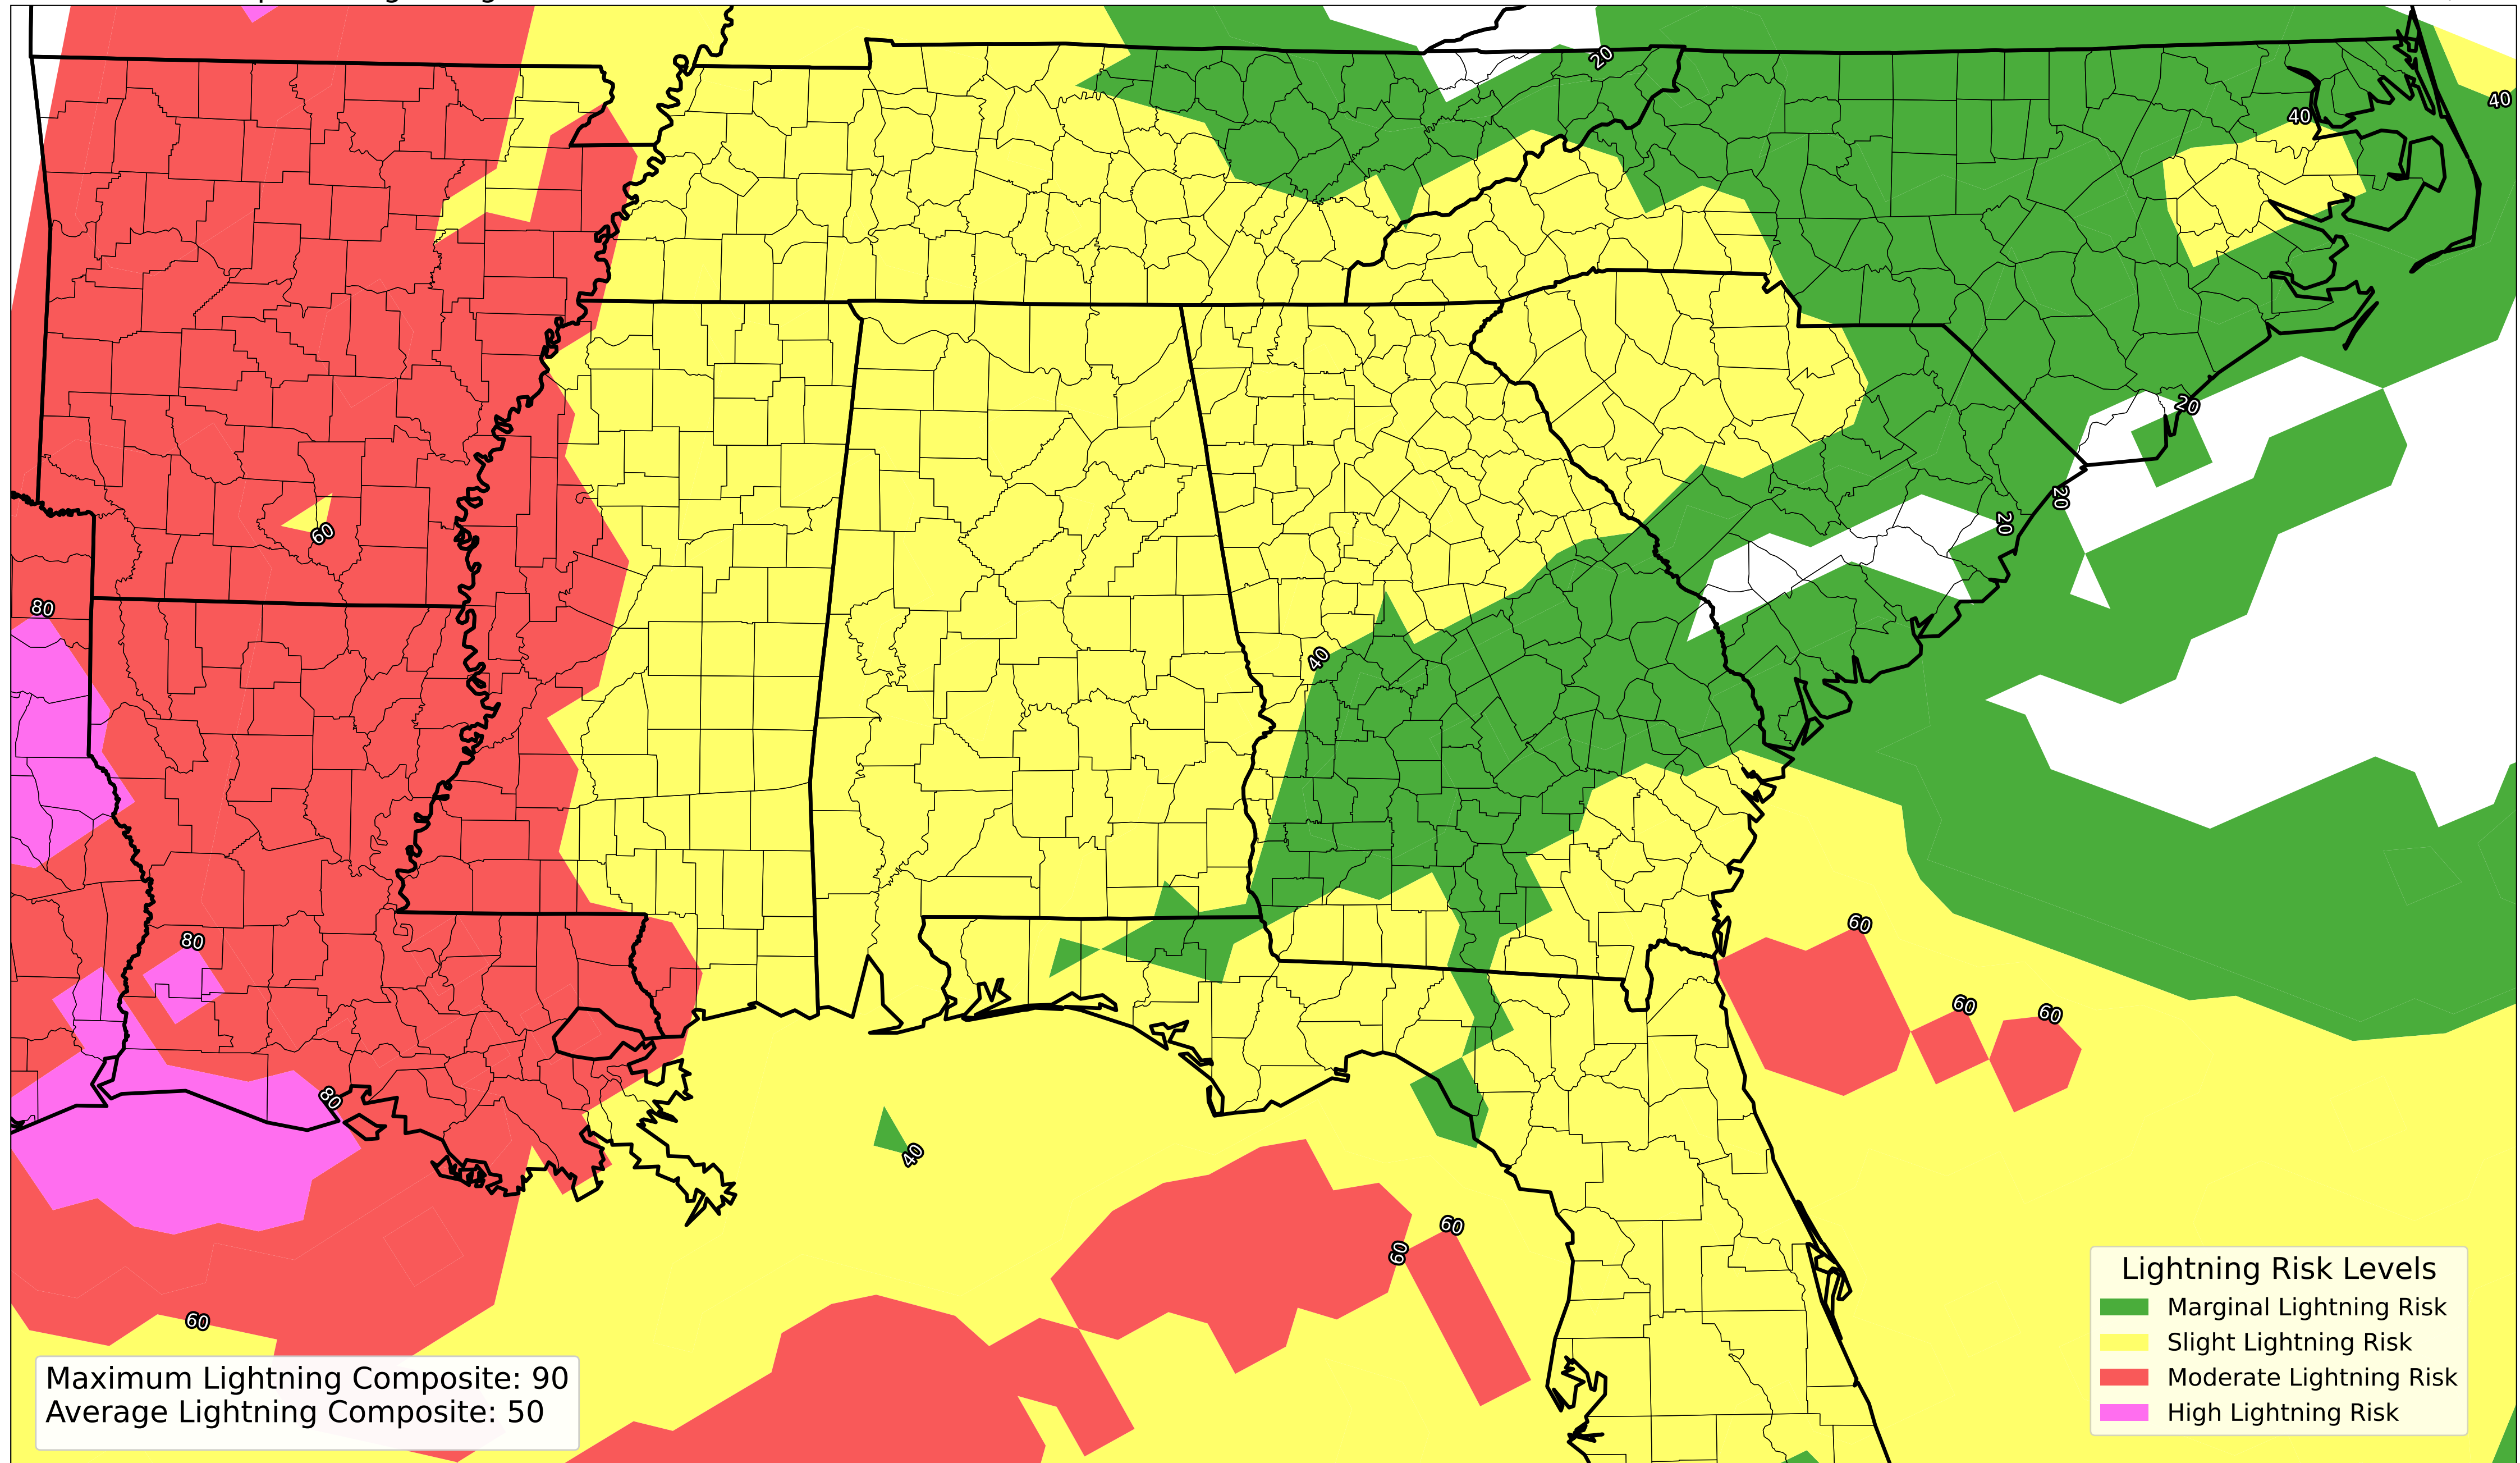 20
40
40
20
20
20
60
80
40
80
60
60
60
80
40
60
60
60
Lightning Risk Levels
Marginal Lightning Risk
Slight Lightning Risk
Moderate Lightning Risk
High Lightning Risk
Maximum Lightning Composite: 90
Average Lightning Composite: 50